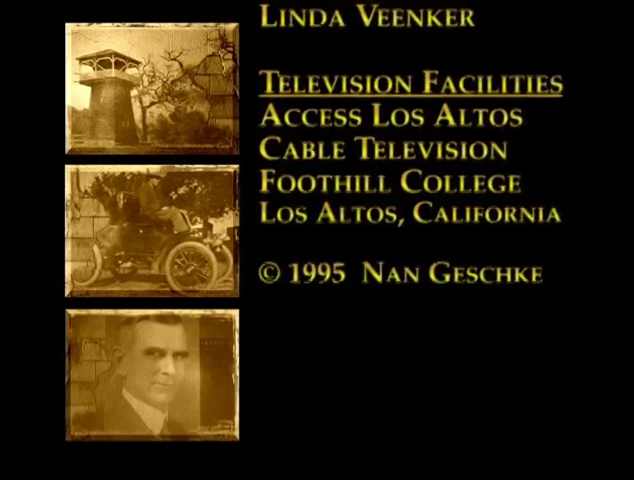 LINDA VEENKER
TELEVISION FACILITIES
ACCESS LOS ALTOS
CABLE TELEVISION
FOOTHILL COLLEGE
LOS ALTOS, CALIFORNIA
© 1995 NAN GESCHKE